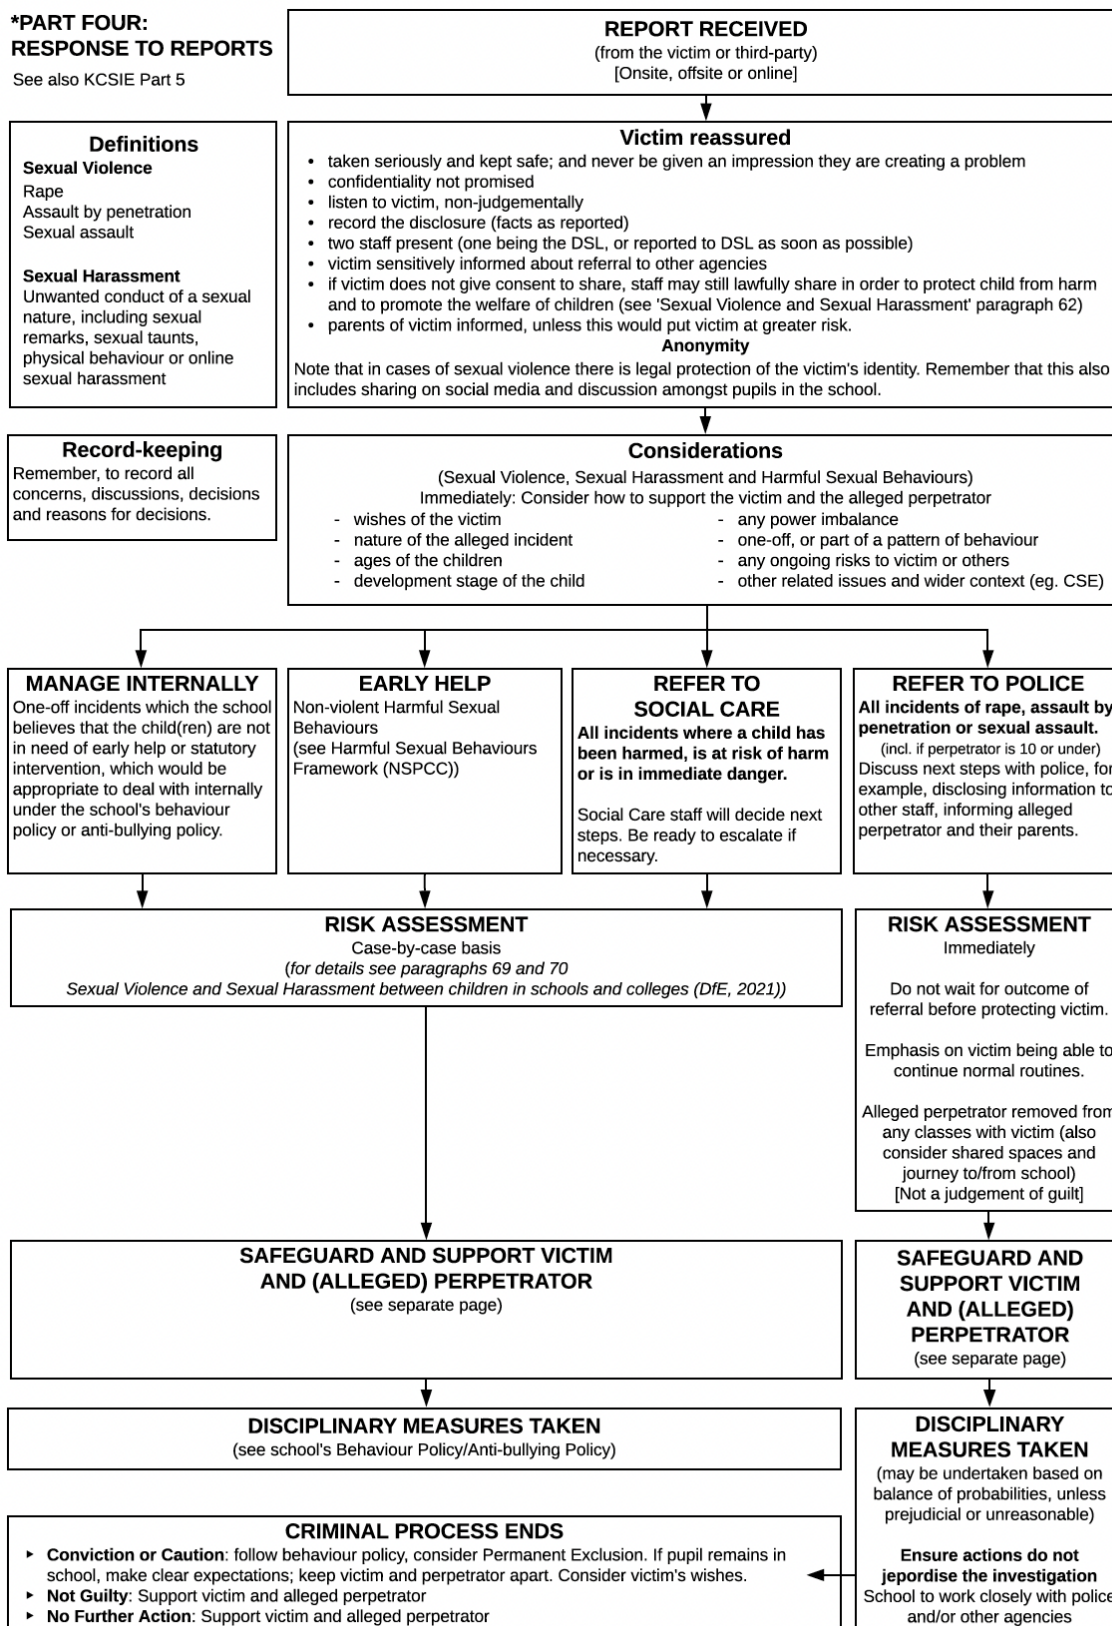 *PART FOUR:
RESPONSE TO REPORTS
See also KCSIE Part 5
REPORT RECEIVED
(from the victim or third-party)
[Onsite, offsite or online]
Definitions
Sexual Violence
Rape
Assault by penetration
Sexual assault
Sexual Harassment
Unwanted conduct of a sexual
nature, including sexual
remarks, sexual taunts,
physical behaviour or online
sexual harassment
Victim reassured
• taken seriously and kept safe; and never be given an impression they are creating a problem
• confidentiality not promised
• listen to victim, non-judgementally
• record the disclosure (facts as reported)
• two staff present (one being the DSL, or reported to DSL as soon as possible)
• victim sensitively informed about referral to other agencies
• if victim does not give consent to share, staff may still lawfully share in order to protect child from harm
and to promote the welfare of children (see 'Sexual Violence and Sexual Harassment' paragraph 62)
• parents of victim informed, unless this would put victim at greater risk.
Anonymity
Note that in cases of sexual violence there is legal protection of the victim's identity. Remember that this also
includes sharing on social media and discussion amongst pupils in the school.
Record-keeping
Remember, to record all
concerns, discussions, decisions
and reasons for decisions.
Considerations
(Sexual Violence, Sexual Harassment and Harmful Sexual Behaviours)
Immediately: Consider how to support the victim and the alleged perpetrator
- wishes of the victim
- nature of the alleged incident
- ages of the children
- development stage of the child
- any power imbalance
- one-off, or part of a pattern of behaviour
- any ongoing risks to victim or others
- other related issues and wider context (eg. CSE)
MANAGE INTERNALLY
One-off incidents which the school
believes that the child(ren) are not
in need of early help or statutory
intervention, which would be
appropriate to deal with internally
under the school's behaviour
policy or anti-bullying policy.
EARLY HELP
Non-violent Harmful Sexual
Behaviours
(see Harmful Sexual Behaviours
Framework (NSPCC))
REFER TO
SOCIAL CARE
All incidents where a child has
been harmed, is at risk of harm
or is in immediate danger.
Social Care staff will decide next
steps. Be ready to escalate if
necessary.
REFER TO POLICE
All incidents of rape, assault by
penetration or sexual assault.
(incl. if perpetrator is 10 or under)
Discuss next steps with police, for
example, disclosing information to
other staff, informing alleged
perpetrator and their parents.
RISK ASSESSMENT
Case-by-case basis
(for details see paragraphs 69 and 70
Sexual Violence and Sexual Harassment between children in schools and colleges (DfE, 2021))
RISK ASSESSMENT
Immediately
Do not wait for outcome of
referral before protecting victim.
Emphasis on victim being able to
continue normal routines.
Alleged perpetrator removed from
any classes with victim (also
consider shared spaces and
journey to/from school)
[Not a judgement of guilt]
SAFEGUARD AND SUPPORT VICTIM
AND (ALLEGED) PERPETRATOR
(see separate page)
SAFEGUARD AND
SUPPORT VICTIM
AND (ALLEGED)
PERPETRATOR
(see separate page)
DISCIPLINARY MEASURES TAKEN
(see school's Behaviour Policy/Anti-bullying Policy)
DISCIPLINARY
MEASURES TAKEN
(may be undertaken based on
balance of probabilities, unless
prejudicial or unreasonable)
Ensure actions do not
jepordise the investigation
School to work closely with police
and/or other agencies
CRIMINAL PROCESS ENDS
▸ Conviction or Caution: follow behaviour policy, consider Permanent Exclusion. If pupil remains in
school, make clear expectations; keep victim and perpetrator apart. Consider victim's wishes.
▸ Not Guilty: Support victim and alleged perpetrator
▸ No Further Action: Support victim and alleged perpetrator